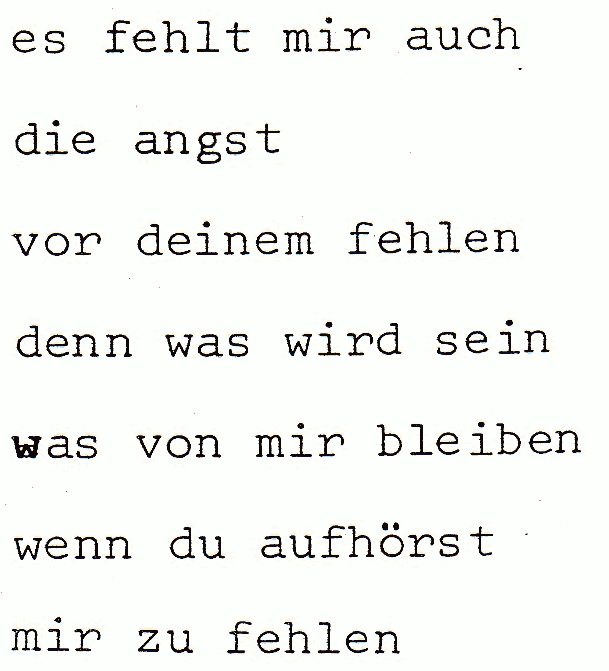 es fehlt mir auch
die angst
vor deinem fehlen
denn was wird sein
was von mir bleiben
wenn du aufhörst
mir zu fehlen